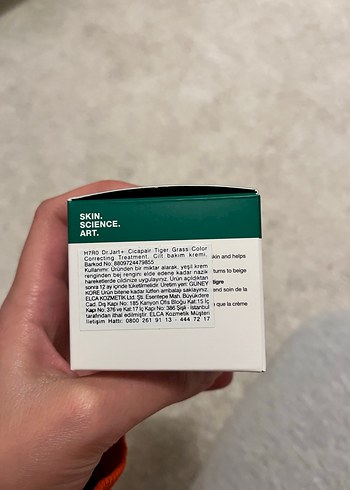 SKIN.
SCIENCE.
ART.
H7R0 Dr.Jart+ Cicapair Tiger Grass Color
Correcting Treatment. Cilt bakım kremi.
Barkod No: 8809724479855
Kullanımı: Üründen bir miktar alarak, yeşil krem
renginden bej rengini elde edene kadar nazik
hareketlerle cildinize uygulayınız. Ürün açıldıktan
sonra 12 ay içinde tüketilmelidir. Üretim yeri: GÜNEY
KORE Ürün bitene kadar lütfen ambalajı saklayınız.
ELCA KOZMETİK Ltd. Şti. Esentepe Mah. Büyükdere
Cad. Dış Kapı No: 185 Kanyon Ofis Bloğu Kat:15 İç
Kapı No: 376 ve Kat:17 İç Kapı No: 386 Şişli - İstanbul
tarafından ithal edilmiştir. ELCA Kozmetik Müşteri
İletişim Hattı: 0800 261 91 13 - 444 72 17
skin and helps
turns to beige
tigre
and soin de la
que la crème